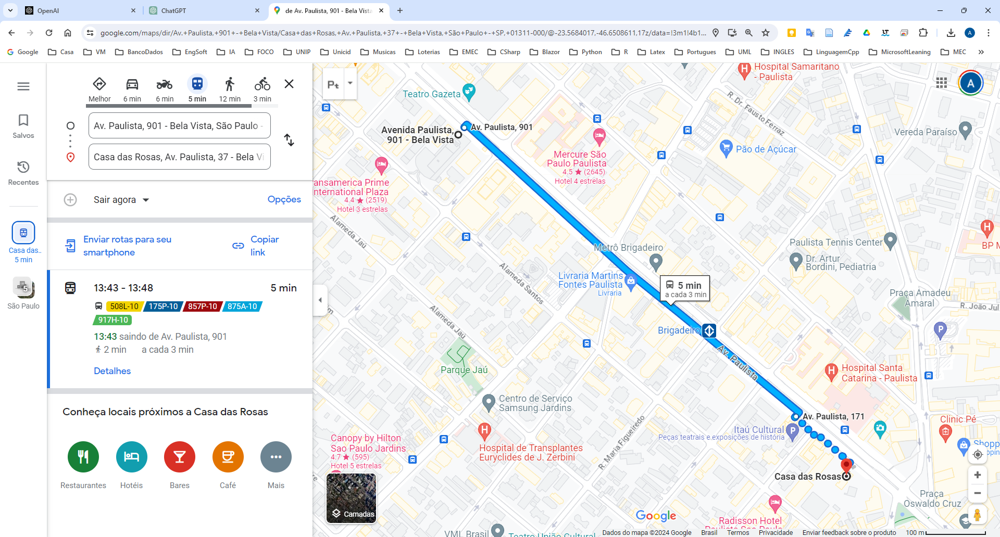 OpenAI
ChatGPT
de Av. Paulista, 901 - Bela Vista
google.com/maps/dir/Av.+Paulista,+901+-+Bela+Vista/Casa+das+Rosas,+Av.+Paulista,+37+-+Bela+Vista,+São+Paulo+-+SP,+01311-000/@-23.5684017,-46.6508611,17z/data=!3m1!4b1...
A
Google
Casa
VM
BancoDados
EngSoft
IA
FOCO
UNIP
Unicid
Musicas
Loterias
EMEC
CSharp
Blazor
Python
R
Latex
Portugues
UML
INGLES
LinguagemCpp
MicrosoftLeaning
MEC
»
Salvos
Recentes
Casa das..
5 min
5
São Paulo
Melhor
6 min
6 min
5 min
12 min
3 min
Av. Paulista, 901 - Bela Vista, São Paulo -
Casa das Rosas, Av. Paulista, 37 - Bela Vi
Sair agora
Opções
Enviar rotas para seu
smartphone
Copiar
link
13:43 - 13:48
5 min
508L-10 175P-10 857P-10 875A-10
917H-10
13:43 saindo de Av. Paulista, 901
2 min a cada 3 min
Detalhes
Conheça locais próximos a Casa das Rosas
Restaurantes
Hotéis
Bares
Café
Mais
Pt
A
Hospital Samaritano
- Paulista
Teatro Gazeta
R. Dr. Fausto Ferraz
Vereda Paraíso
Avenida Paulista,
901 - Bela Vista
Av. Paulista, 901
Mercure São
Paulo Paulista
4.5 ★ (2645)
Hotel 4 estrelas
Pão de Açúcar
ansamerica Prime
nternational Plaza
4.4 ★ (2519)
Hotel 3 estrelas
Alameda Jaú
Metrô Brigadeiro
Paulista Tennis Center
H
BP M
Dr. Artur
Bordini, Pediatria
Livraria Martins
Fontes Paulista
Livraria
Alameda Santos
5 min
a cada 3 min
Praça Amadeu
Amaral
R. João Jul
Alameda Jaú
Brigadeiro
P
Av. Paulista
Parque Jaú
H
Hospital Santa
Catarina - Paulista
Centro de Serviço
Samsung Jardins
Av. Paulista, 171
Clinic Pé
Itaú Cultural
P
Peças teatrais e exposições de história
Canopy by Hilton
Sao Paulo Jardins
4.7 ★ (595)
Hotel 5 estrelas
H
Hospital de Transplantes
Euryclides de J. Zerbini
R. Maria Figueiredo
Shopp
Casa das Rosas
Praça
Oswaldo Cruz
Camadas
Google
Radisson Hotel
Paulista Sao Paulo
VML Brasil
Teatro União Cultural
Dados do mapa ©2024 Google
Brasil
Termos
Privacidade
Enviar feedback sobre o produto
100 m